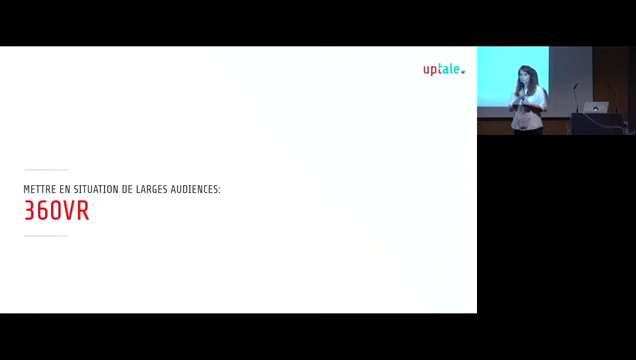 uptale.
METTRE EN SITUATION DE LARGES AUDIENCES:
360VR